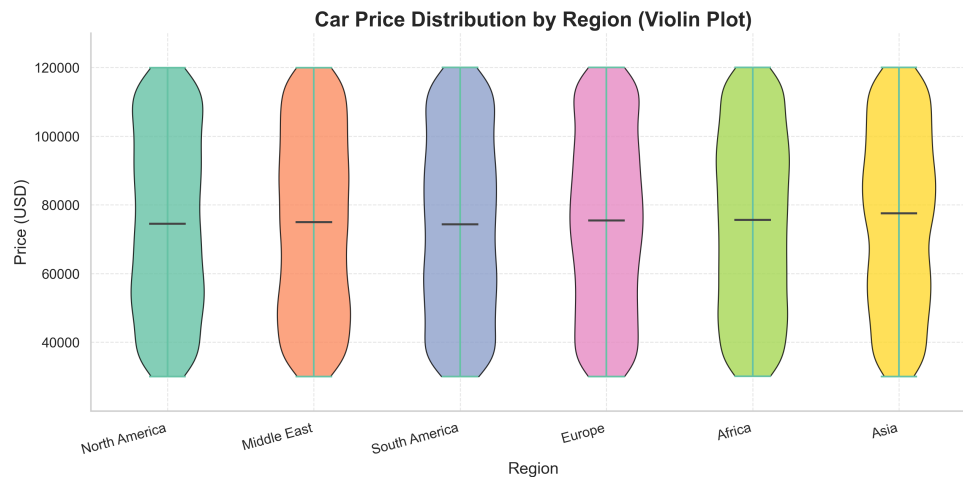 Car Price Distribution by Region (Violin Plot)
Price (USD)
120000
100000
80000
60000
40000
North America
Middle East
South America
Europe
Africa
Asia
Region